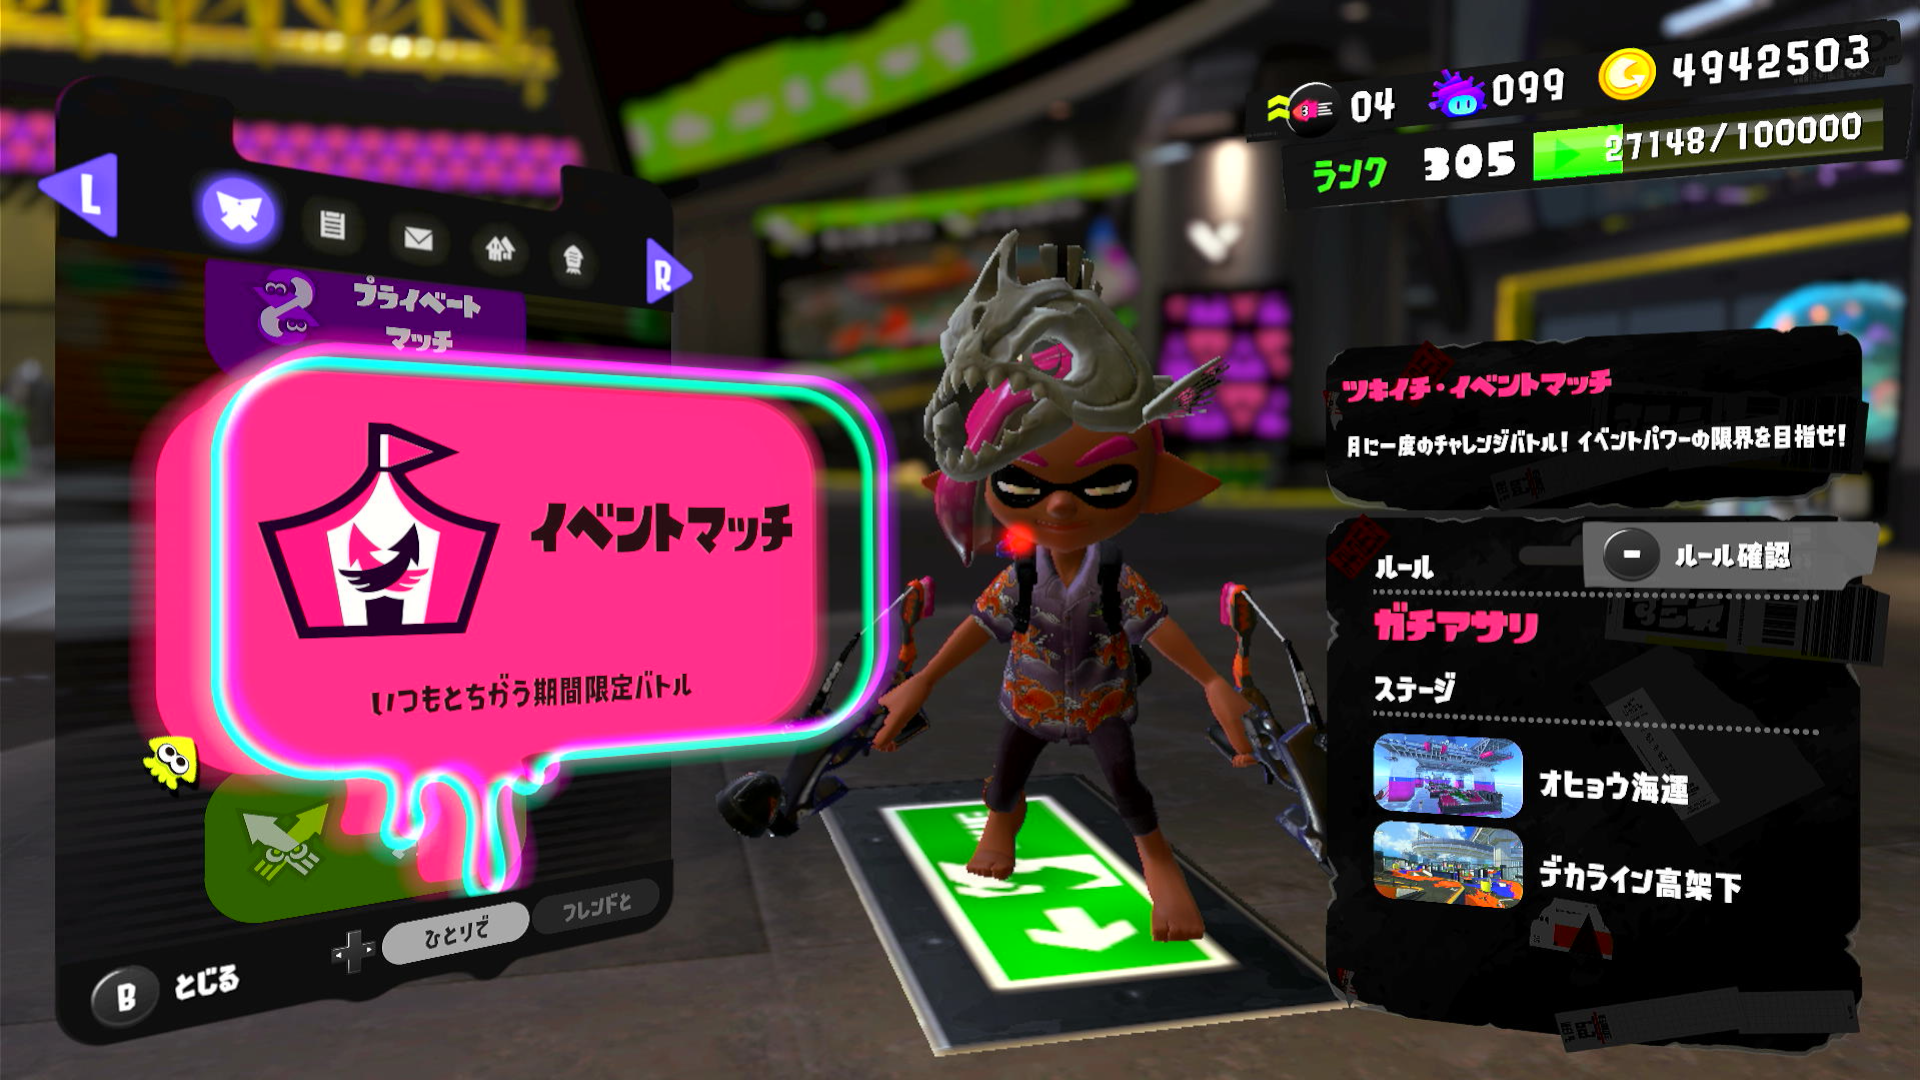 L
R
プライベート
マッチ
イベントマッチ
いつもとちがう期間限定バトル
ひとりで
フレンドと
B とじる
04 099 4942503
ランク 305 27148/100000
ツキイチ・イベントマッチ
月に一度のチャレンジバトル！ イベントパワーの限界を目指せ！
ルール
ルール確認
ガチアサリ
ステージ
オヒョウ海運
デカライン高架下